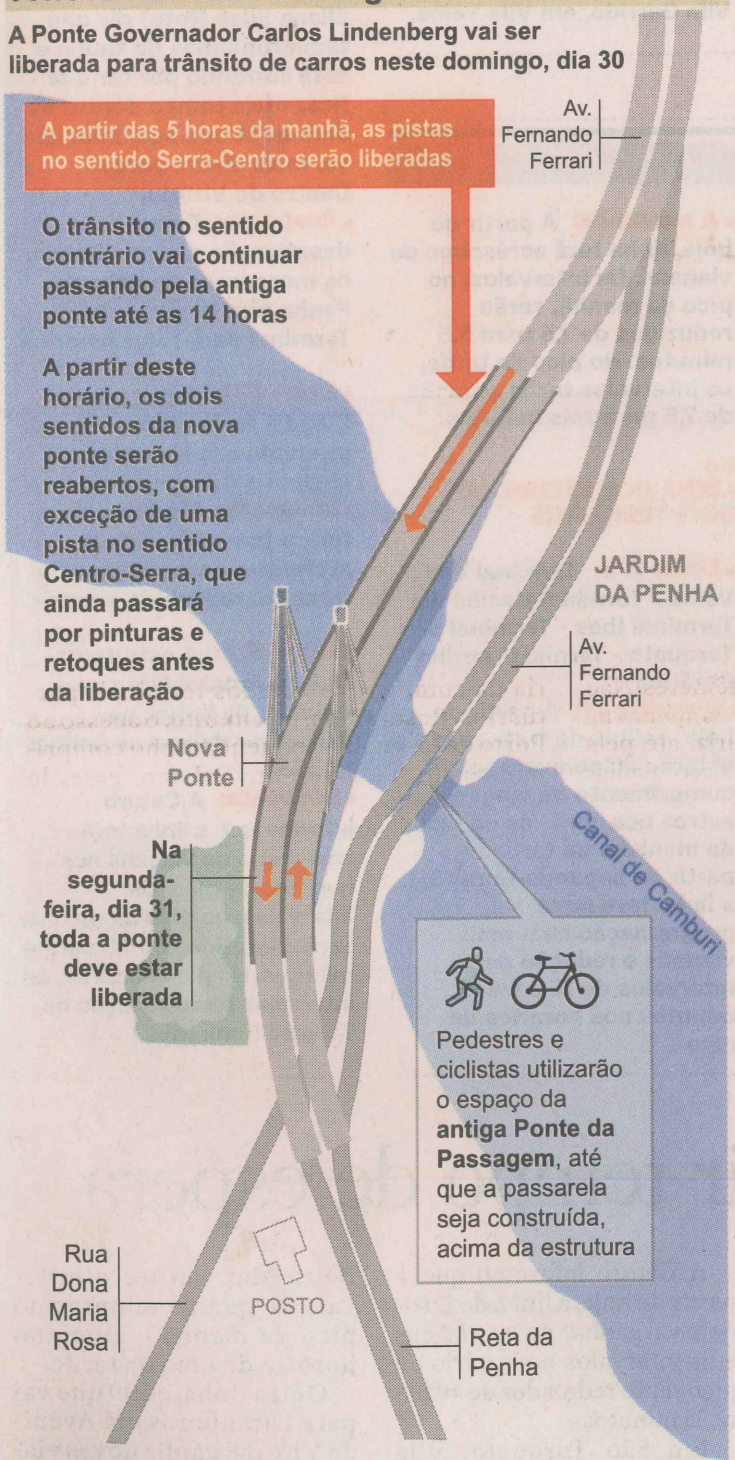 A Ponte Governador Carlos Lindenberg vai ser
liberada para trânsito de carros neste domingo, dia 30
A partir das 5 horas da manhã, as pistas
no sentido Serra-Centro serão liberadas
Av.
Fernando
Ferrari
O trânsito no sentido
contrário vai continuar
passando pela antiga
ponte até as 14 horas
A partir deste
horário, os dois
sentidos da nova
ponte serão
reabertos, com
exceção de uma
pista no sentido
Centro-Serra, que
ainda passará
por pinturas e
retoques antes
da liberação
JARDIM
DA PENHA
Av.
Fernando
Ferrari
Nova
Ponte
Na
segunda-
feira, dia 31,
toda a ponte
deve estar
liberada
Canal de Camburi
Pedestres e
ciclistas utilizarão
o espaço da
antiga Ponte da
Passagem, até
que a passarela
seja construída,
acima da estrutura
Rua
Dona
Maria
Rosa
POSTO
Reta da
Penha